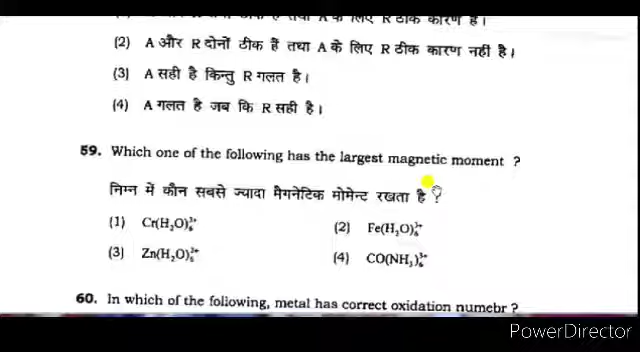 (2) A और R दोनों ठीक हैं तथा A के लिए R ठीक कारण नहीं है।
(3) A सही है किन्तु R गलत है।
(4) A गलत है जब कि R सही है।
59. Which one of the following has the largest magnetic moment ?
निम्न में कौन सबसे ज्यादा मैगनेटिक मोमेन्ट रखता है ?
(1) Cr(H₂O)₆³⁺ (2) Fe(H₂O)₆
(3) Zn(H₂O)₆²⁺ (4) CO(NH₃)₆³⁺
60. In which of the following, metal has correct oxidation numebr ?
PowerDirector